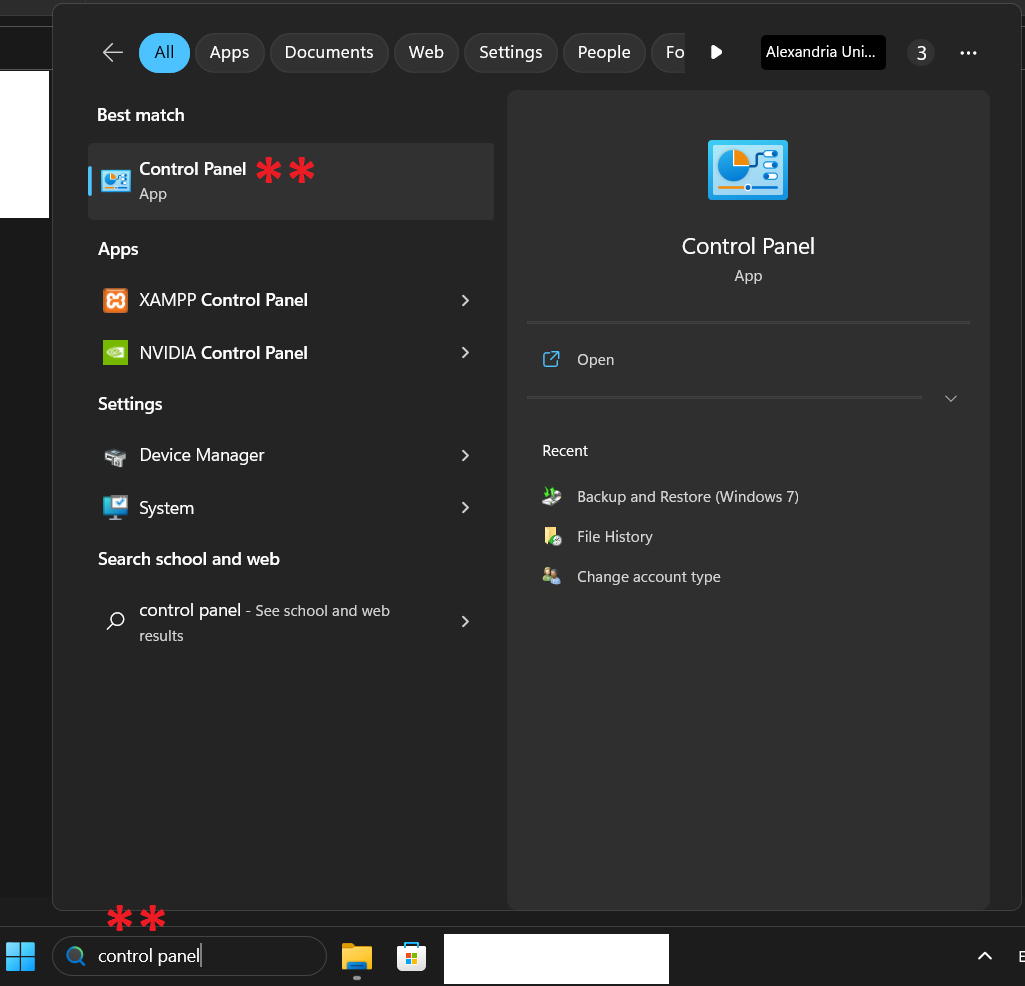 All Apps Documents Web Settings People Fo Alexandria Uni... 3
Best match
Control Panel **
App
Apps
XAMPP Control Panel
NVIDIA Control Panel
Settings
Device Manager
System
Search school and web
control panel - See school and web
results
Control Panel
App
Open
Recent
Backup and Restore (Windows 7)
File History
Change account type
**
control panel
E